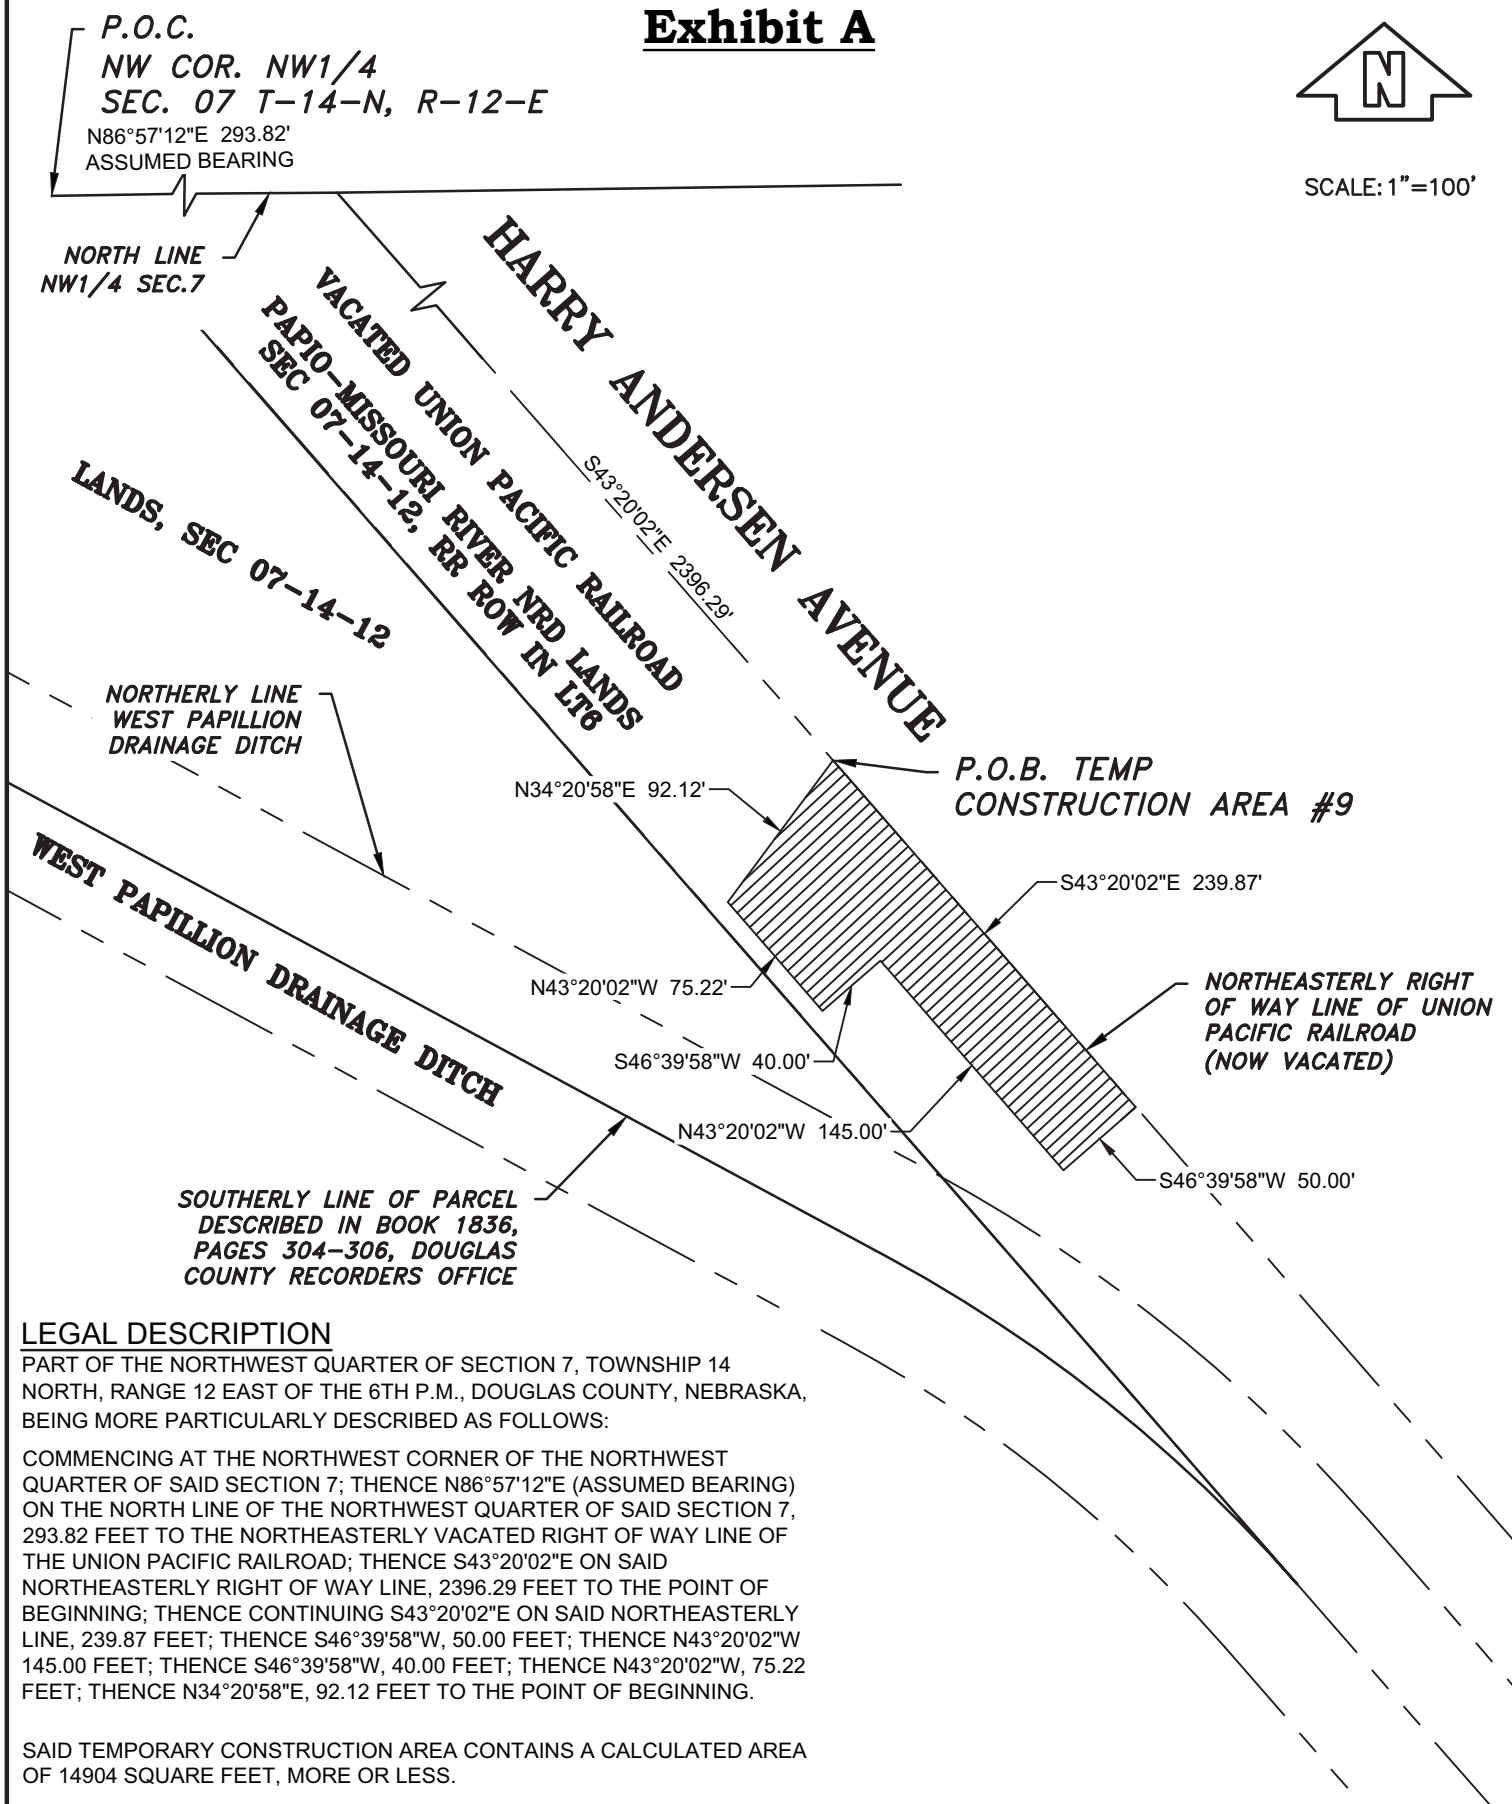 Exhibit A
P.O.C.
NW COR. NW1/4
SEC. 07 T-14-N, R-12-E
N86°57'12"E 293.82'
ASSUMED BEARING
N
SCALE: 1"=100'
NORTH LINE
NW1/4 SEC.7
HARRY ANDERSEN AVENUE
VACATED UNION PACIFIC RAILROAD
PAPIO-MISSOURI RIVER NRD LANDS
SEC 07-14-12, RR ROW IN LT6
S43°20'02"E 2396.29'
LANDS, SEC 07-14-12
NORTHERLY LINE
WEST PAPILLION
DRAINAGE DITCH
P.O.B. TEMP
CONSTRUCTION AREA #9
N34°20'58"E 92.12'
S43°20'02"E 239.87'
WEST PAPILLION DRAINAGE DITCH
N43°20'02"W 75.22'
NORTHEASTERLY RIGHT
OF WAY LINE OF UNION
PACIFIC RAILROAD
(NOW VACATED)
S46°39'58"W 40.00'
N43°20'02"W 145.00'
S46°39'58"W 50.00'
SOUTHERLY LINE OF PARCEL
DESCRIBED IN BOOK 1836,
PAGES 304-306, DOUGLAS
COUNTY RECORDERS OFFICE
LEGAL DESCRIPTION
PART OF THE NORTHWEST QUARTER OF SECTION 7, TOWNSHIP 14
NORTH, RANGE 12 EAST OF THE 6TH P.M., DOUGLAS COUNTY, NEBRASKA,
BEING MORE PARTICULARLY DESCRIBED AS FOLLOWS:
COMMENCING AT THE NORTHWEST CORNER OF THE NORTHWEST
QUARTER OF SAID SECTION 7; THENCE N86°57'12"E (ASSUMED BEARING)
ON THE NORTH LINE OF THE NORTHWEST QUARTER OF SAID SECTION 7,
293.82 FEET TO THE NORTHEASTERLY VACATED RIGHT OF WAY LINE OF
THE UNION PACIFIC RAILROAD; THENCE S43°20'02"E ON SAID
NORTHEASTERLY RIGHT OF WAY LINE, 2396.29 FEET TO THE POINT OF
BEGINNING; THENCE CONTINUING S43°20'02"E ON SAID NORTHEASTERLY
LINE, 239.87 FEET; THENCE S46°39'58"W, 50.00 FEET; THENCE N43°20'02"W
145.00 FEET; THENCE S46°39'58"W, 40.00 FEET; THENCE N43°20'02"W, 75.22
FEET; THENCE N34°20'58"E, 92.12 FEET TO THE POINT OF BEGINNING.
SAID TEMPORARY CONSTRUCTION AREA CONTAINS A CALCULATED AREA
OF 14904 SQUARE FEET, MORE OR LESS.